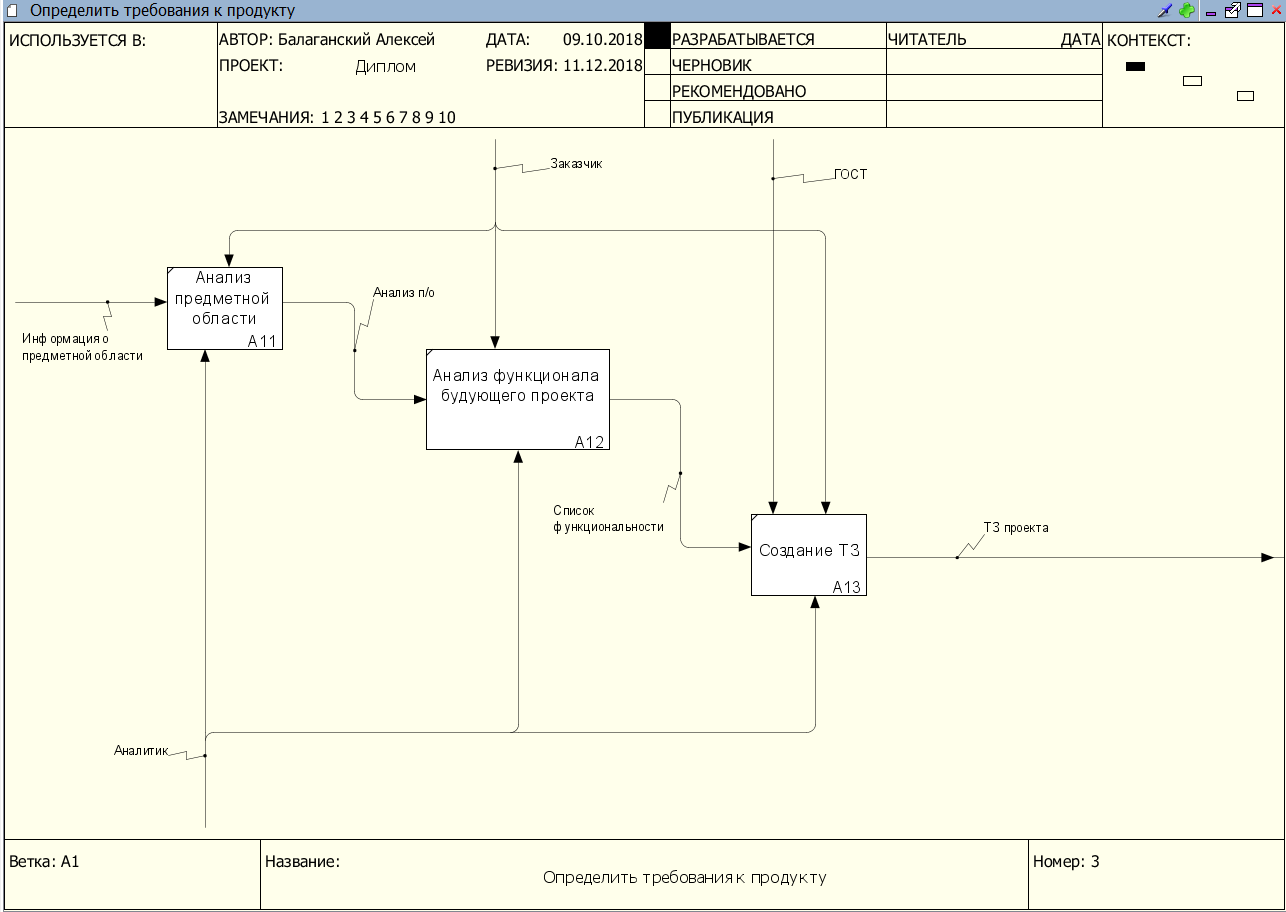 Определить требования к продукту
ИСПОЛЬЗУЕТСЯ В:
АВТОР: Балаганский Алексей
ДАТА: 09.10.2018
ПРОЕКТ: Диплом
РЕВИЗИЯ: 11.12.2018
ЗАМЕЧАНИЯ: 1 2 3 4 5 6 7 8 9 10
РАЗРАБАТЫВАЕТСЯ
ЧЕРНОВИК
РЕКОМЕНДОВАНО
ПУБЛИКАЦИЯ
ЧИТАТЕЛЬ ДАТА
КОНТЕКСТ:
Заказчик
ГОСТ
Анализ
предметной
области
A11
Информация о
предметной области
Анализ п/о
Анализ функционала
будующего проекта
A12
Список
функциональности
Создание ТЗ
A13
ТЗ проекта
Аналитик
Ветка: A1
Название:
Определить требования к продукту
Номер: 3